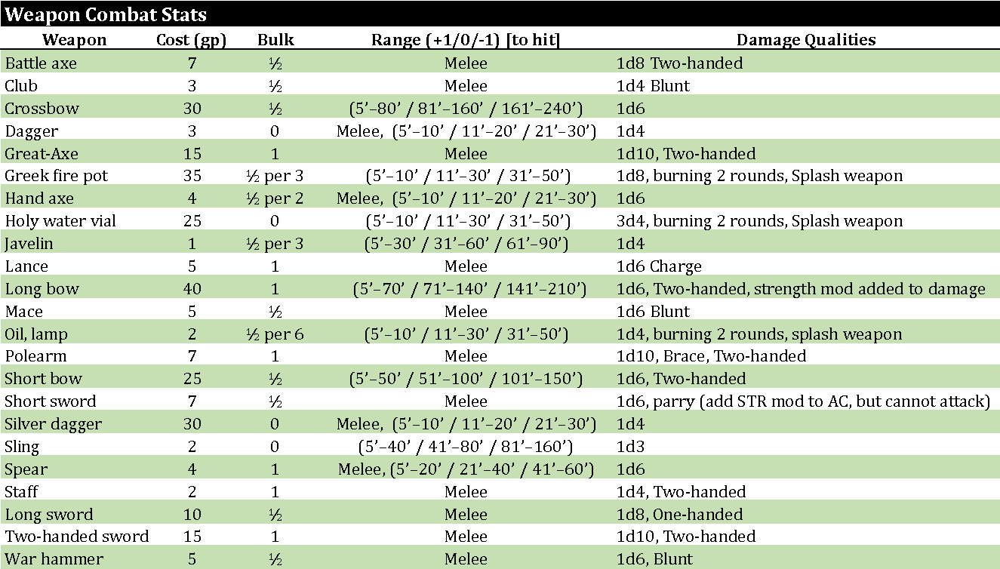 Weapon Combat Stats
Weapon Cost (gp) Bulk Range (+1/0/-1) [to hit] Damage Qualities
Battle axe 7 ½ Melee 1d8 Two-handed
Club 3 ½ Melee 1d4 Blunt
Crossbow 30 ½ (5’–80’ / 81’–160’ / 161’–240’) 1d6
Dagger 3 0 Melee, (5’–10’ / 11’–20’ / 21’–30’) 1d4
Great-Axe 15 1 Melee 1d10, Two-handed
Greek fire pot 35 ½ per 3 (5’–10’ / 11’–30’ / 31’–50’) 1d8, burning 2 rounds, Splash weapon
Hand axe 4 ½ per 2 Melee, (5’–10’ / 11’–20’ / 21’–30’) 1d6
Holy water vial 25 0 (5’–10’ / 11’–30’ / 31’–50’) 3d4, burning 2 rounds, Splash weapon
Javelin 1 ½ per 3 (5’–30’ / 31’–60’ / 61’–90’) 1d4
Lance 5 1 Melee 1d6 Charge
Long bow 40 1 (5’–70’ / 71’–140’ / 141’–210’) 1d6, Two-handed, strength mod added to damage
Mace 5 ½ Melee 1d6 Blunt
Oil, lamp 2 ½ per 6 (5’–10’ / 11’–30’ / 31’–50’) 1d4, burning 2 rounds, splash weapon
Polearm 7 1 Melee 1d10, Brace, Two-handed
Short bow 25 ½ (5’–50’ / 51’–100’ / 101’–150’) 1d6, Two-handed
Short sword 7 ½ Melee 1d6, parry (add STR mod to AC, but cannot attack)
Silver dagger 30 0 Melee, (5’–10’ / 11’–20’ / 21’–30’) 1d4
Sling 2 0 (5’–40’ / 41’–80’ / 81’–160’) 1d3
Spear 4 1 Melee, (5’–20’ / 21’–40’ / 41’–60’) 1d6
Staff 2 1 Melee 1d4, Two-handed
Long sword 10 ½ Melee 1d8, One-handed
Two-handed sword 15 1 Melee 1d10, Two-handed
War hammer 5 ½ Melee 1d6, Blunt